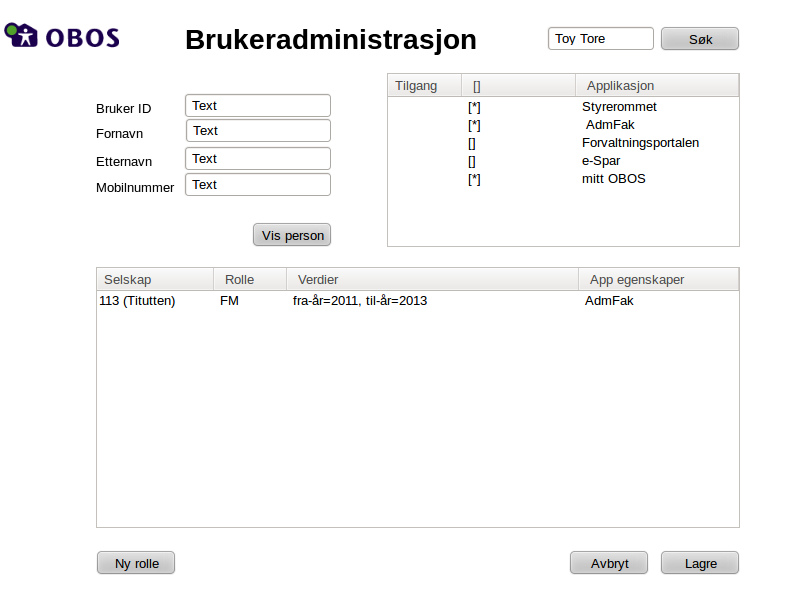 OBOS
Brukeradministrasjon
Toy Tore
Søk
Bruker ID Text
Fornavn Text
Etternavn Text
Mobilnummer Text
Vis person
Tilgang [] Applikasjon
[*] Styrerommet
[*] AdmFak
[] Forvaltningsportalen
[] e-Spar
[*] mitt OBOS
Selskap Rolle Verdier App egenskaper
113 (Titutten) FM fra-år=2011, til-år=2013 AdmFak
Ny rolle
Avbryt
Lagre